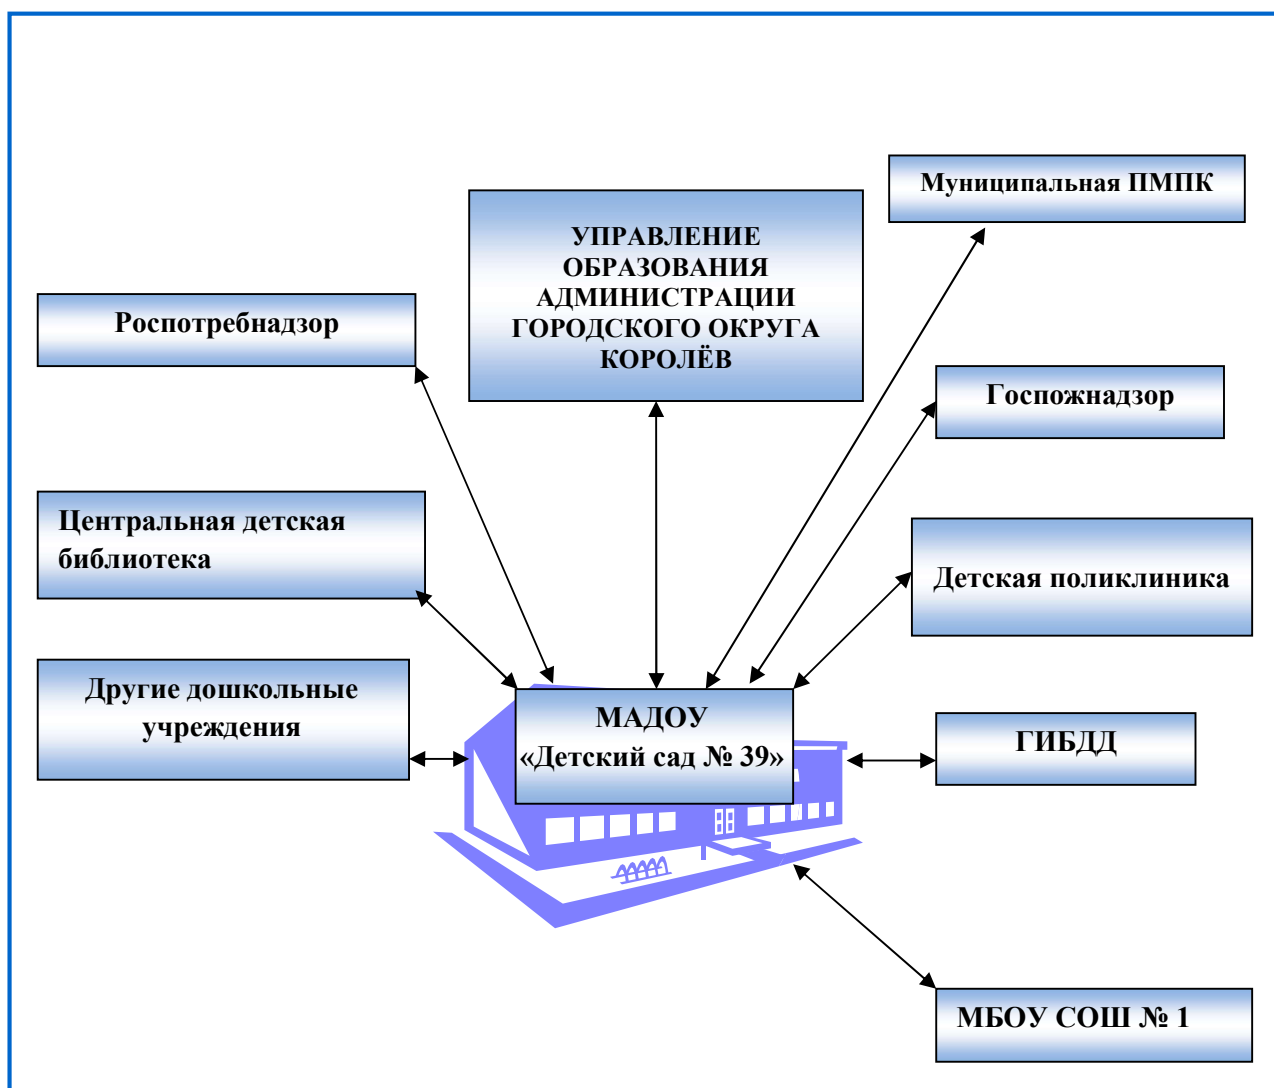 Муниципальная ПМПК
УПРАВЛЕНИЕ
ОБРАЗОВАНИЯ
АДМИНИСТРАЦИИ
ГОРОДСКОГО ОКРУГА
КОРОЛЁВ
Роспотребнадзор
Госпожнадзор
Центральная детская
библиотека
Детская поликлиника
Другие дошкольные
учреждения
МАДОУ
«Детский сад № 39»
ГИБДД
МБОУ СОШ № 1